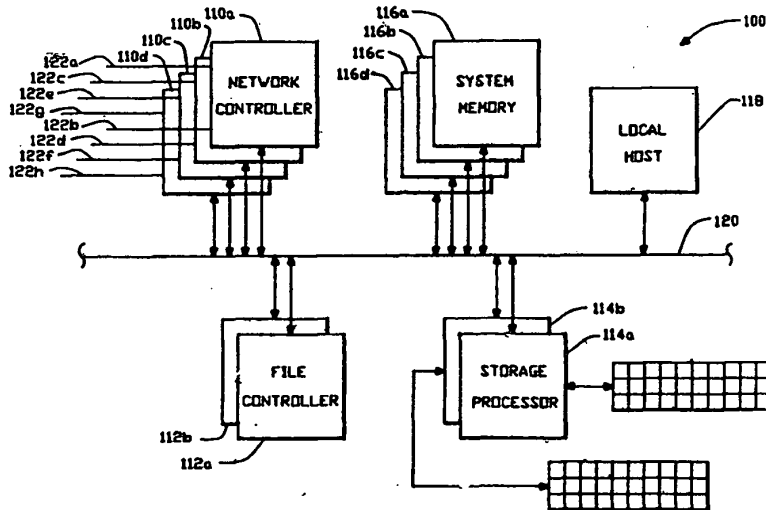 110a
110b
110c
110d
122a
122c
122e
122g
122b
122d
122f
122h
NETWORK
CONTROLLER
116a
116b
116c
116d
SYSTEM
MEMORY
100
118
LOCAL
HOST
120
FILE
CONTROLLER
112b
112a
114b
114a
STORAGE
PROCESSOR